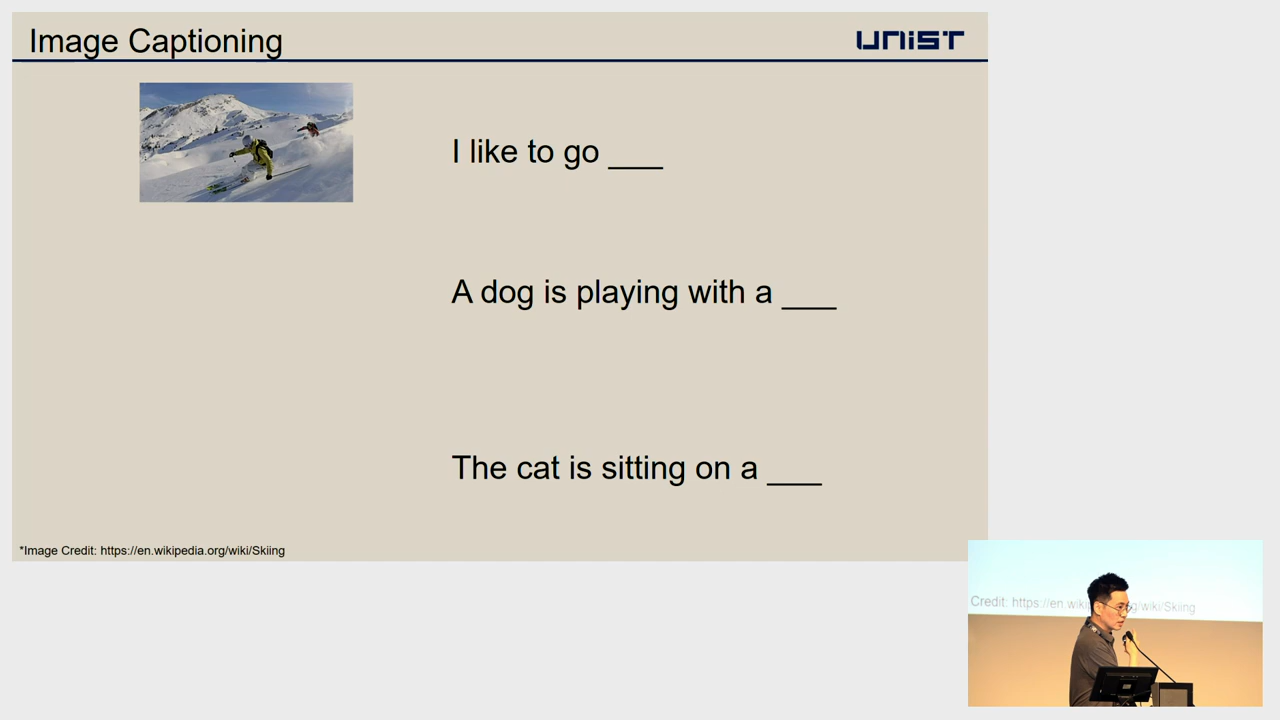 Image Captioning
UNIST
I like to go ___
A dog is playing with a ___
The cat is sitting on a ___
*Image Credit: https://en.wikipedia.org/wiki/Skiing
Credit: https://en.wikip g/wiki/Skiing